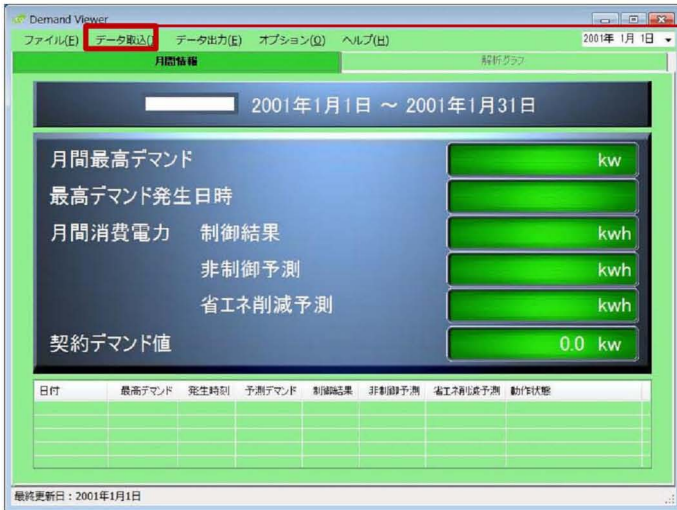 Demand Viewer
ファイル(F) データ取込( データ出力(E) オプション(O) ヘルプ(H) 2001年 1月 1日
月間情報 解析グラフ
2001年1月1日 ～ 2001年1月31日
月間最高デマンド kw
最高デマンド発生日時
月間消費電力 制御結果 kwh
非制御予測 kwh
省エネ削減予測 kwh
契約デマンド値 0.0 kw
日付 最高デマンド 発生時刻 予測デマンド 制御結果 非制御予測 省エネ削減予測 動作状態
最終更新日：2001年1月1日